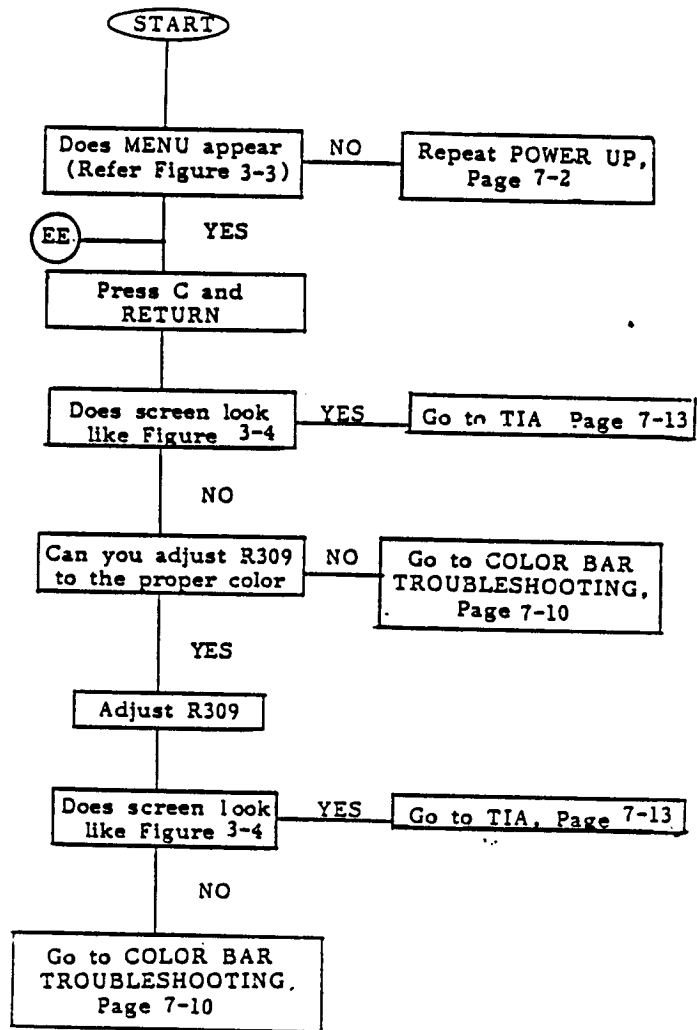 START
Does MENU appear
(Refer Figure 3-3)
NO
Repeat POWER UP,
Page 7-2
EE
YES
Press C and
RETURN
Does screen look
like Figure 3-4
YES
Go to TIA Page 7-13
NO
Can you adjust R309
to the proper color
NO
Go to COLOR BAR
TROUBLESHOOTING,
Page 7-10
YES
Adjust R309
Does screen look
like Figure 3-4
YES
Go to TIA, Page 7-13
NO
Go to COLOR BAR
TROUBLESHOOTING,
Page 7-10